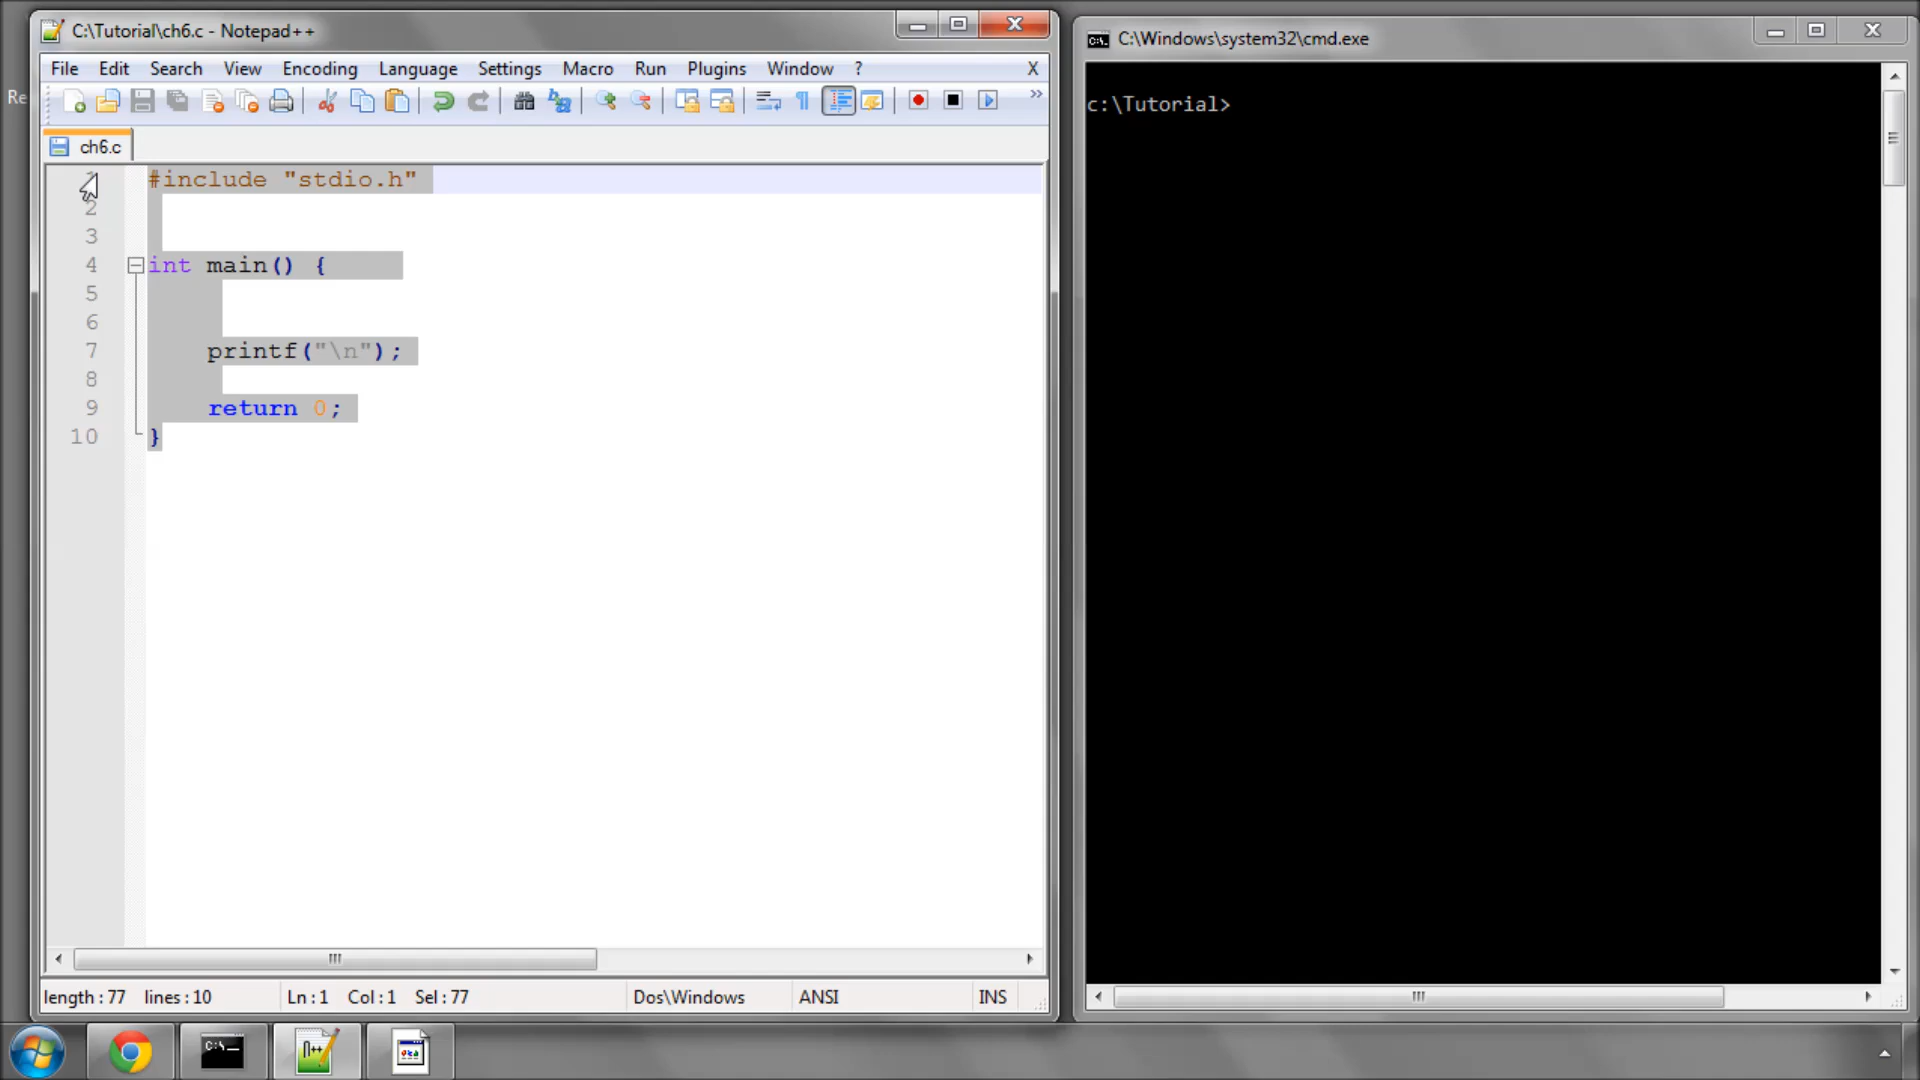 C:\Tutorial\ch6.c - Notepad++
File Edit Search View Encoding Language Settings Macro Run Plugins Window ? X
Re
ch6.c
1 #include "stdio.h"
2
3
4 int main() {
5
6
7 printf("\n");
8
9 return 0;
10 }
length : 77 lines : 10 Ln : 1 Col : 1 Sel : 77 Dos\Windows ANSI INS
C:\Windows\system32\cmd.exe
c:\Tutorial>